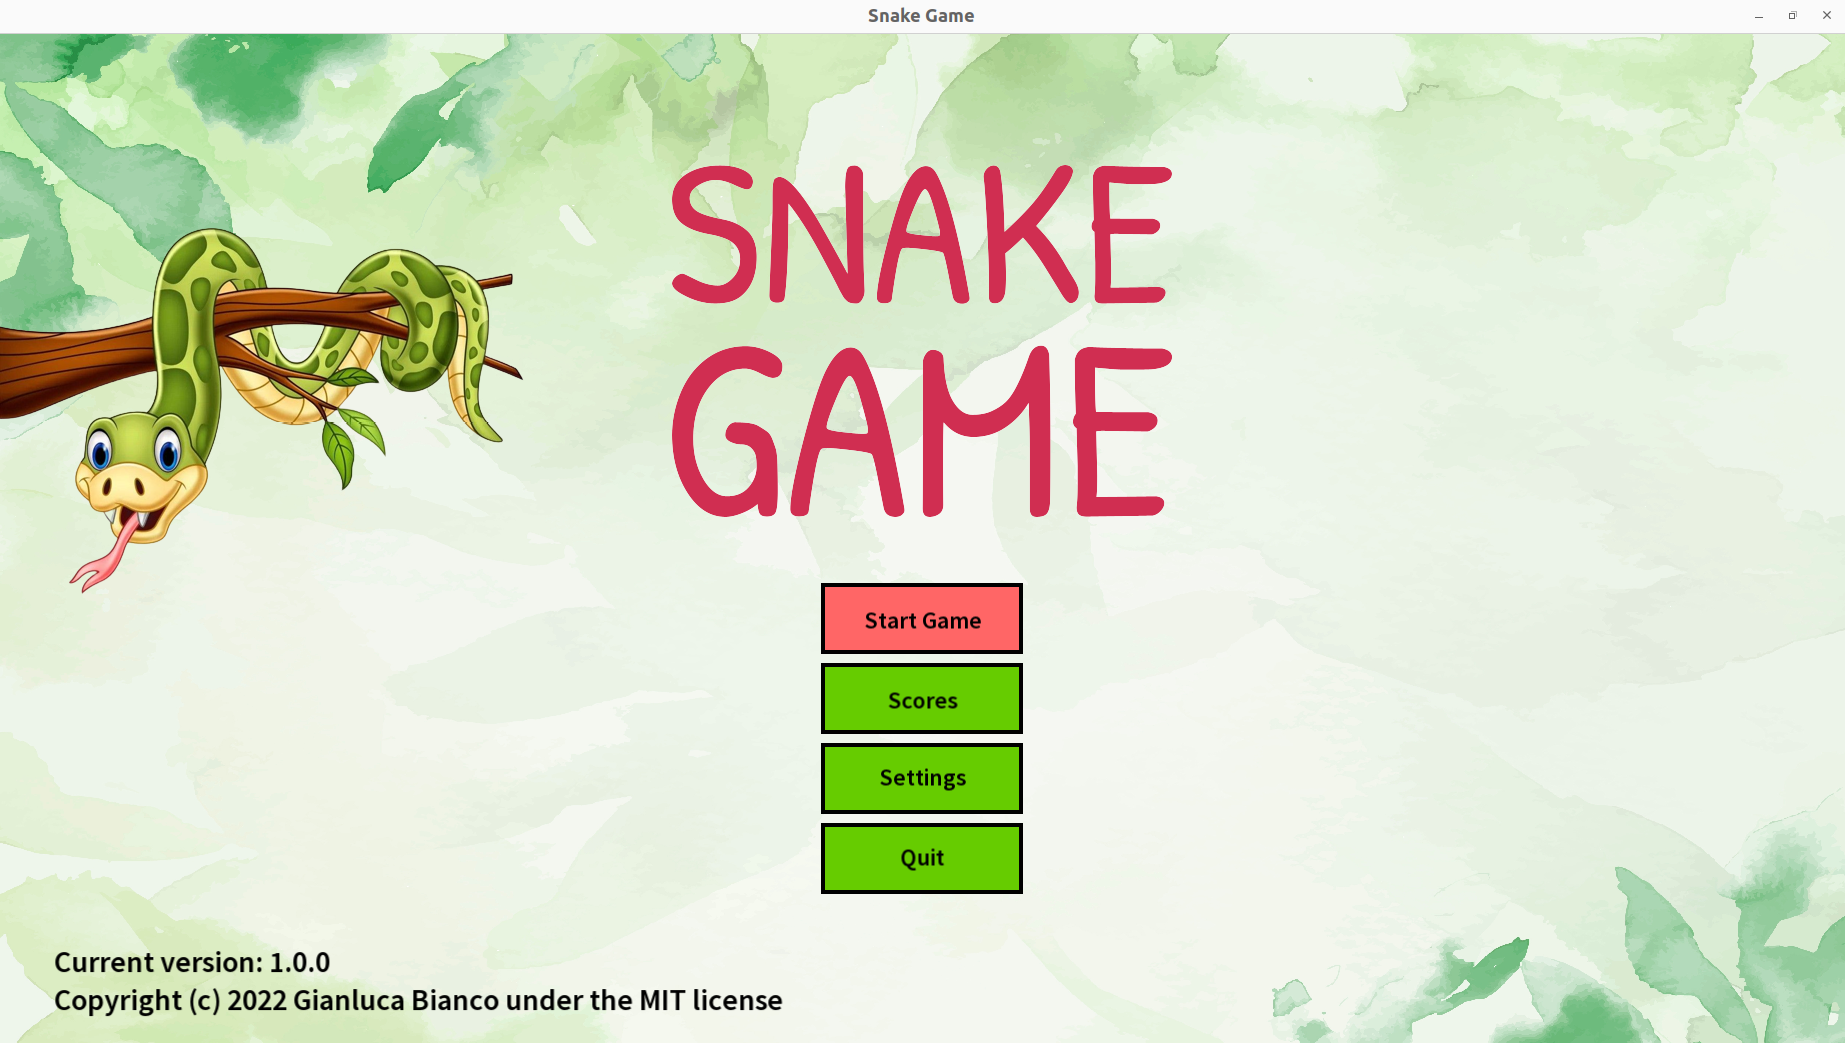 Snake Game
SNAKE
GAME
Start Game
Scores
Settings
Quit
Current version: 1.0.0
Copyright (c) 2022 Gianluca Bianco under the MIT license